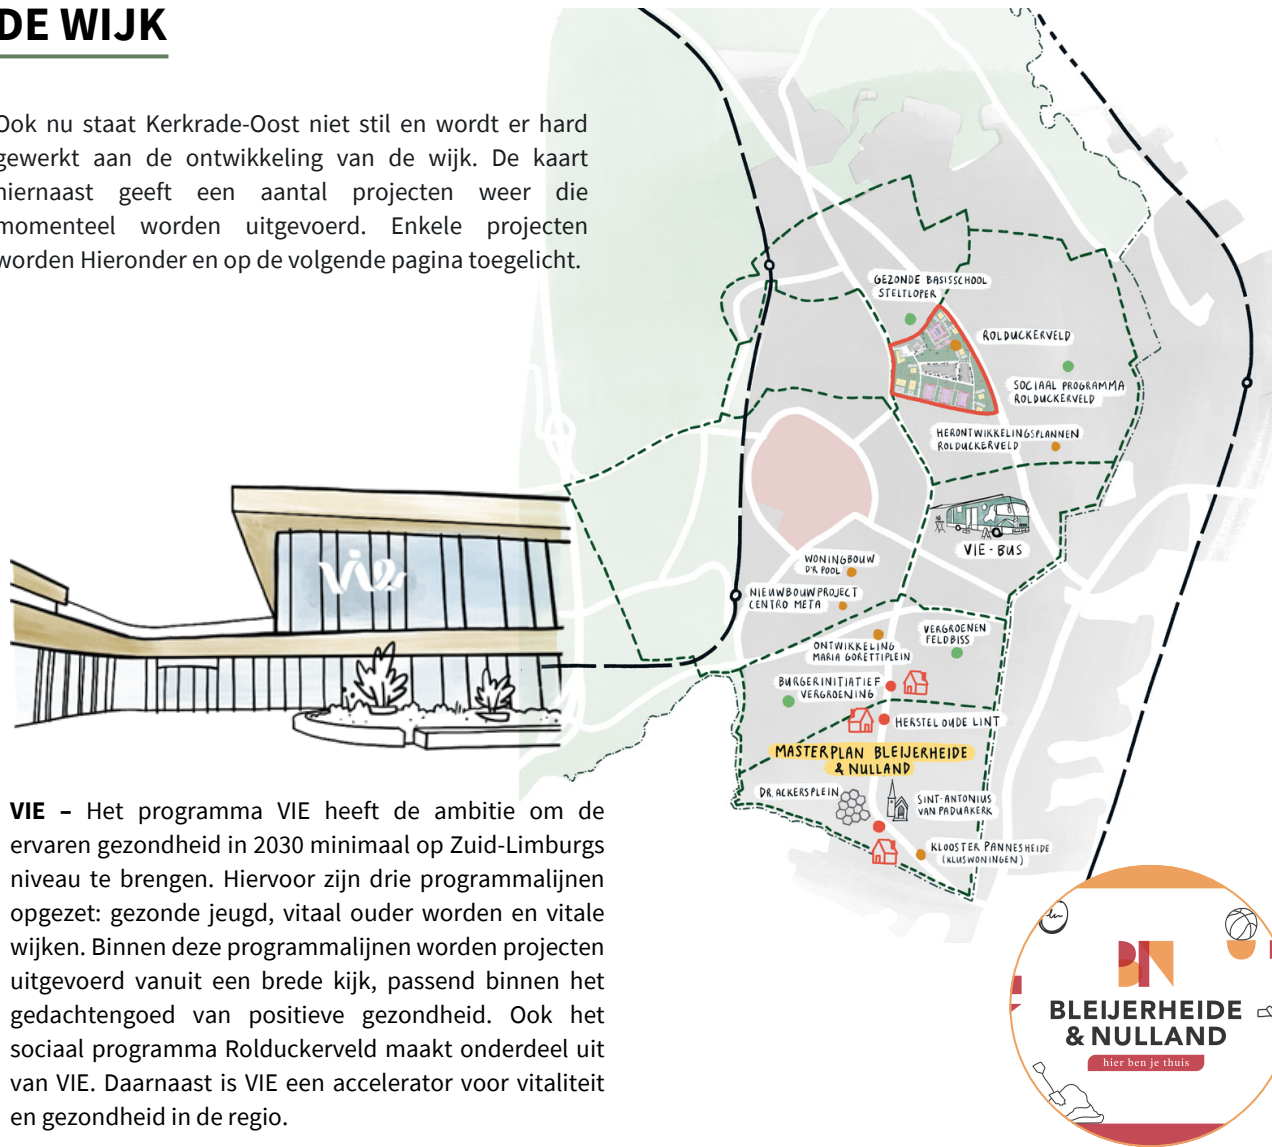 DE WIJK
Ook nu staat Kerkrade-Oost niet stil en wordt er hard
gewerkt aan de ontwikkeling van de wijk. De kaart
hiernaast geeft een aantal projecten weer die
momenteel worden uitgevoerd. Enkele projecten
worden Hieronder en op de volgende pagina toegelicht.
GEZONDE BASISSCHOOL
STELTLOPER
ROLDUCKERVELD
SOCIAAL PROGRAMMA
ROLDUCKERVELD
HERONTWIKKELINGSPLANNEN
ROLDUCKERVELD
VIE-BUS
WONINGBOUW
D'R POOL
NIEUWBOUWPROJECT
CENTRO META
VERGROENEN
FELDBISS
ONTWIKKELING
MARIA GORETTIPLEIN
BURGERINITIATIEF
VERGROENING
HERSTEL OUDE LINT
MASTERPLAN BLEIJERHEIDE
& NULLAND
DR. ACKERSPLEIN
SINT-ANTONIUS
VAN PADUAKERK
KLOOSTER PANNESHEIDE
(KLUSWONINGEN)
vie
VIE – Het programma VIE heeft de ambitie om de
ervaren gezondheid in 2030 minimaal op Zuid-Limburgs
niveau te brengen. Hiervoor zijn drie programmalijnen
opgezet: gezonde jeugd, vitaal ouder worden en vitale
wijken. Binnen deze programmalijnen worden projecten
uitgevoerd vanuit een brede kijk, passend binnen het
gedachtengoed van positieve gezondheid. Ook het
sociaal programma Rolduckerveld maakt onderdeel uit
van VIE. Daarnaast is VIE een accelerator voor vitaliteit
en gezondheid in de regio.
BN
BLEIJERHEIDE
& NULLAND
hier ben je thuis